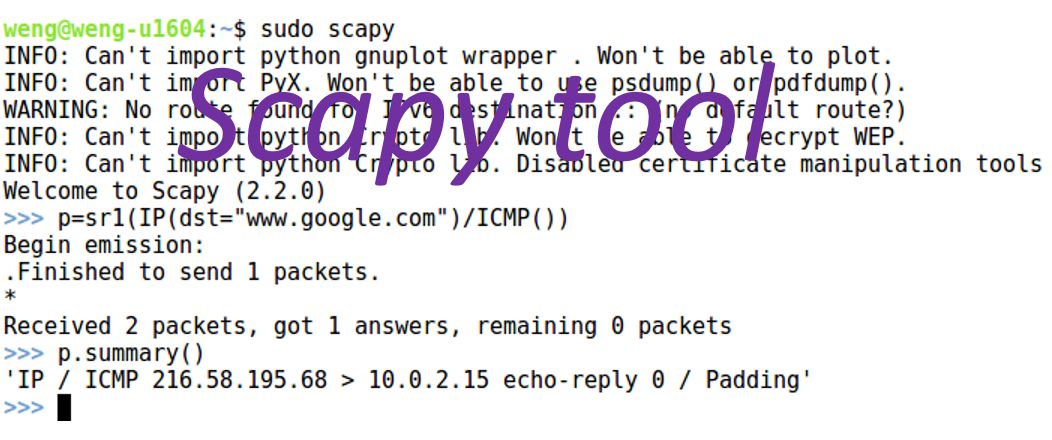 weng@weng-u1604:~$ sudo scapy
INFO: Can't import python gnuplot wrapper . Won't be able to plot.
INFO: Can't import PyX. Won't be able to use psdump() or pdfdump().
WARNING: No route found for IPv6 destination :: (no default route?)
INFO: Can't import python Crypto lib. Won't be able to decrypt WEP.
INFO: Can't import python Crypto lib. Disabled certificate manipulation tools
Scapy tool
Welcome to Scapy (2.2.0)
>>> p=sr1(IP(dst="www.google.com")/ICMP())
Begin emission:
.Finished to send 1 packets.
*
Received 2 packets, got 1 answers, remaining 0 packets
>>> p.summary()
'IP / ICMP 216.58.195.68 > 10.0.2.15 echo-reply 0 / Padding'
>>>